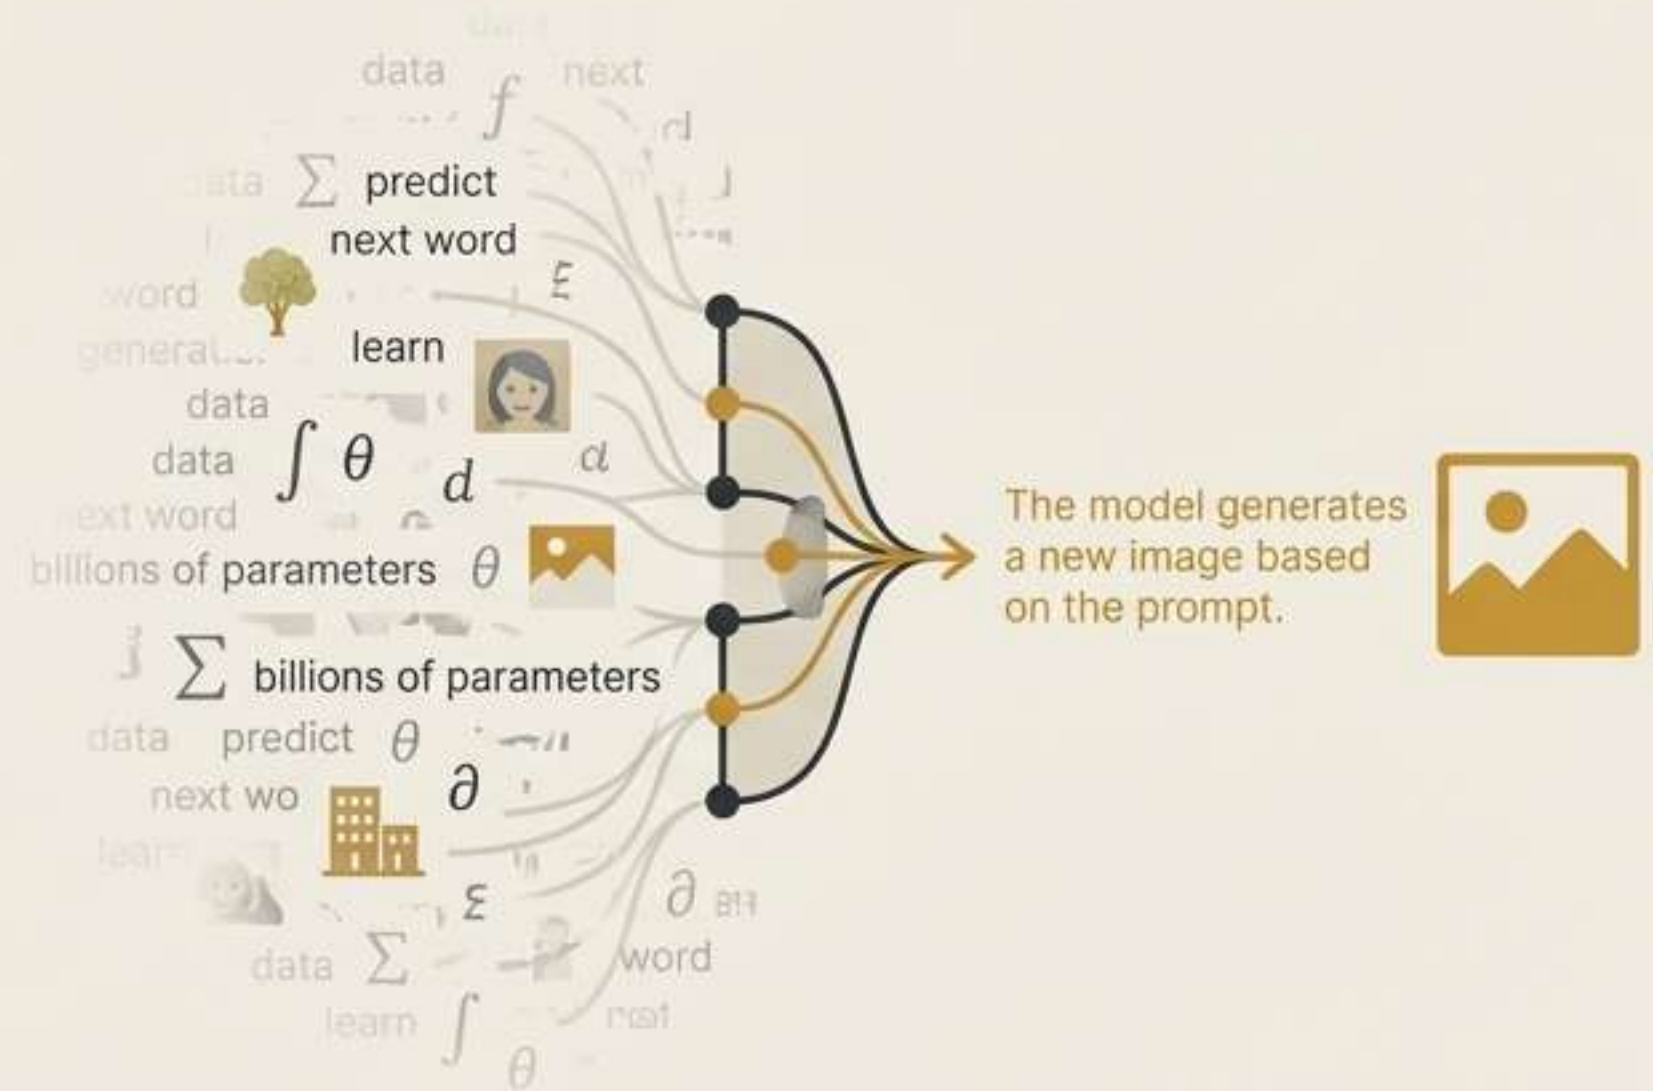 data f next
d
Σ predict
next word
word
ξ
learn
data
∫ θ
data d d
next word
billions of parameters θ
Σ billions of parameters
data predict θ
next wo ∂
ε
∂
data Σ word
learn ∫
θ
The model generates
a new image based
on the prompt.